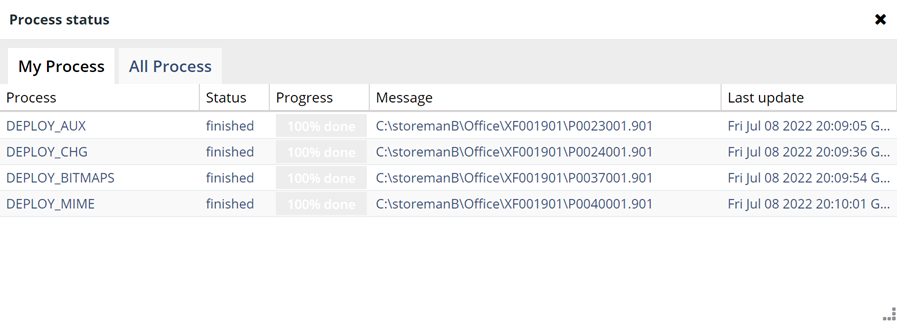 Process status
My Process All Process
Process Status Progress Message Last update
DEPLOY_AUX finished 100% done C:\storemanB\Office\XF001901\P0023001.901 Fri Jul 08 2022 20:09:05 G...
DEPLOY_CHG finished 100% done C:\storemanB\Office\XF001901\P0024001.901 Fri Jul 08 2022 20:09:36 G...
DEPLOY_BITMAPS finished 100% done C:\storemanB\Office\XF001901\P0037001.901 Fri Jul 08 2022 20:09:54 G...
DEPLOY_MIME finished 100% done C:\storemanB\Office\XF001901\P0040001.901 Fri Jul 08 2022 20:10:01 G...